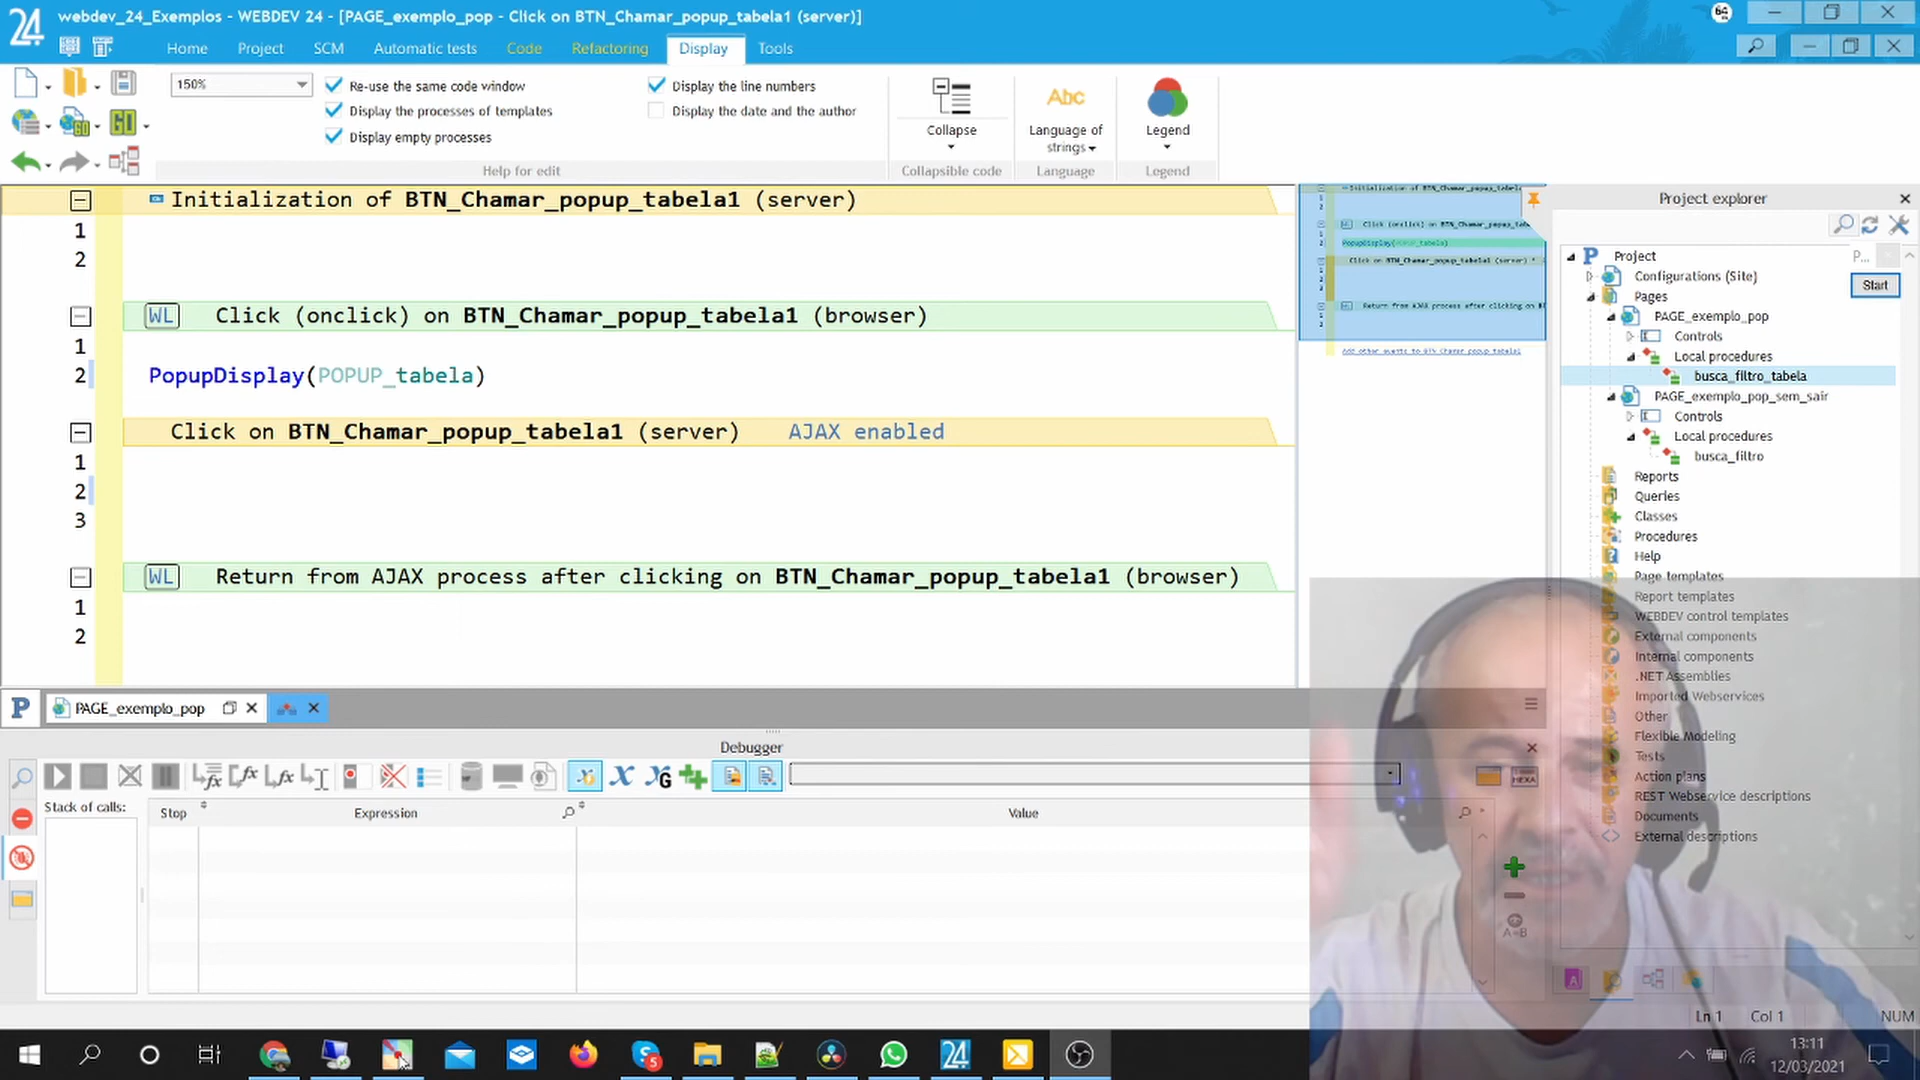 24
webdev_24_Exemplos - WEBDEV 24 - [PAGE_exemplo_pop - Click on BTN_Chamar_popup_tabela1 (server)]
64
Home Project SCM Automatic tests Code Refactoring Display Tools
150%
Re-use the same code window
Display the processes of templates
Display empty processes
Display the line numbers
Display the date and the author
Help for edit
Collapse
Collapsible code
Abc
Language of strings
Language
Legend
Legend
GO
Initialization of BTN_Chamar_popup_tabela1 (server)
1
2
WL Click (onclick) on BTN_Chamar_popup_tabela1 (browser)
1
2 PopupDisplay(POPUP_tabela)
Click on BTN_Chamar_popup_tabela1 (server) AJAX enabled
1
2
3
WL Return from AJAX process after clicking on BTN_Chamar_popup_tabela1 (browser)
1
2
Project explorer
Project P...
Start
Configurations (Site)
Pages
PAGE_exemplo_pop
Controls
Local procedures
busca_filtro_tabela
PAGE_exemplo_pop_sem_sair
Controls
Local procedures
busca_filtro
Reports
Queries
Classes
Procedures
Help
Page templates
Report templates
WEBDEV control templates
External components
Internal components
.NET Assemblies
Imported Webservices
Other
Flexible Modeling
Tests
Action plans
REST Webservice descriptions
Documents
External descriptions
P PAGE_exemplo_pop
Debugger
HEXA
Stack of calls:
Stop Expression Value
A=B
Ln 1 Col 1 NUM
24
13:11
12/03/2021